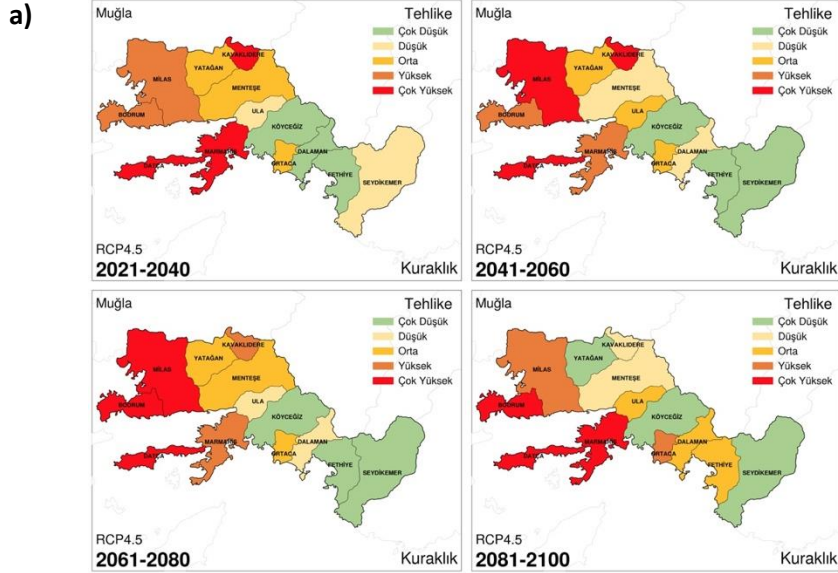 a)
Muğla
Tehlike
Çok Düşük
Düşük
Orta
Yüksek
Çok Yüksek
KAVAKLIDERE
YATAĞAN
MİLAS
MENTEŞE
BODRUM
ULA
KÖYCEĞİZ
MARMARİS
DALAMAN
DATÇA
ORTACA
FETHİYE
SEYDİKEMER
RCP4.5
2021-2040
Kuraklık
Muğla
Tehlike
Çok Düşük
Düşük
Orta
Yüksek
Çok Yüksek
KAVAKLIDERE
YATAĞAN
MİLAS
MENTEŞE
BODRUM
ULA
KÖYCEĞİZ
MARMARİS
DALAMAN
DATÇA
ORTACA
FETHİYE
SEYDİKEMER
RCP4.5
2041-2060
Kuraklık
Muğla
Tehlike
Çok Düşük
Düşük
Orta
Yüksek
Çok Yüksek
KAVAKLIDERE
YATAĞAN
MİLAS
MENTEŞE
BODRUM
ULA
KÖYCEĞİZ
MARMARİS
DALAMAN
DATÇA
ORTACA
FETHİYE
SEYDİKEMER
RCP4.5
2061-2080
Kuraklık
Muğla
Tehlike
Çok Düşük
Düşük
Orta
Yüksek
Çok Yüksek
KAVAKLIDERE
YATAĞAN
MİLAS
MENTEŞE
BODRUM
ULA
KÖYCEĞİZ
MARMARİS
DALAMAN
DATÇA
ORTACA
FETHİYE
SEYDİKEMER
RCP4.5
2081-2100
Kuraklık